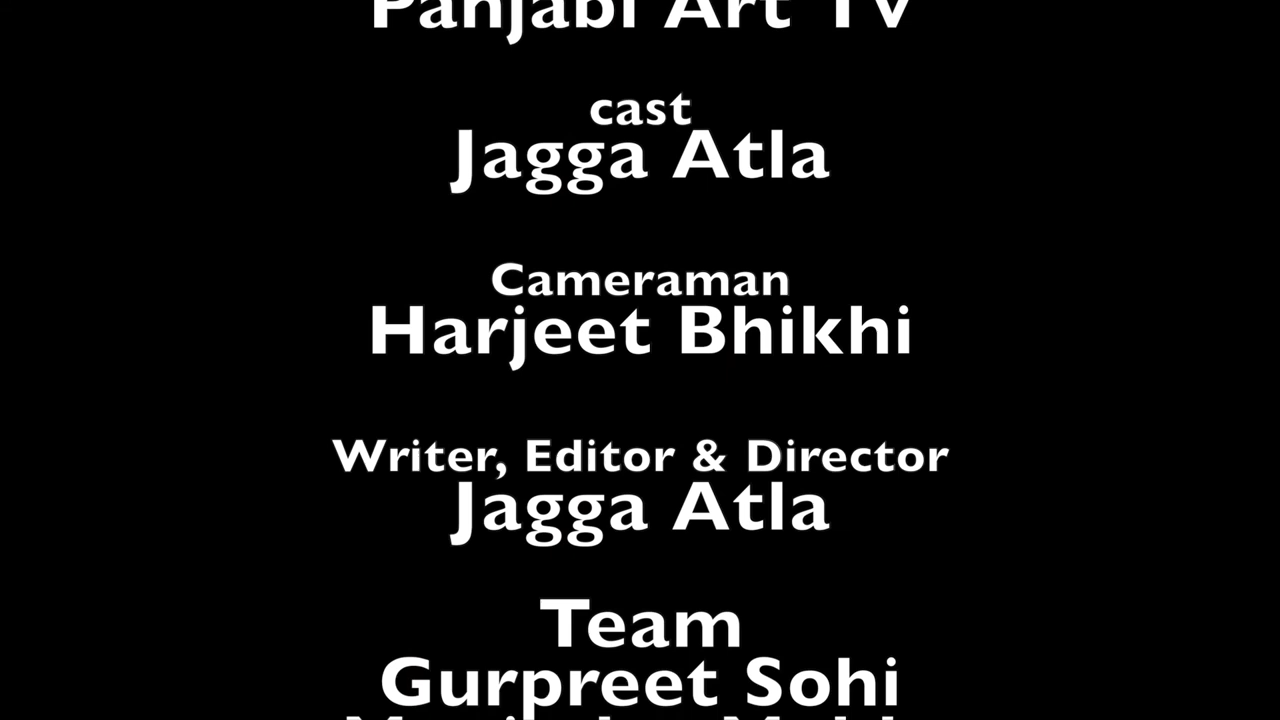 Panjabi Art TV
cast
Jagga Atla
Cameraman
Harjeet Bhikhi
Writer, Editor & Director
Jagga Atla
Team
Gurpreet Sohi